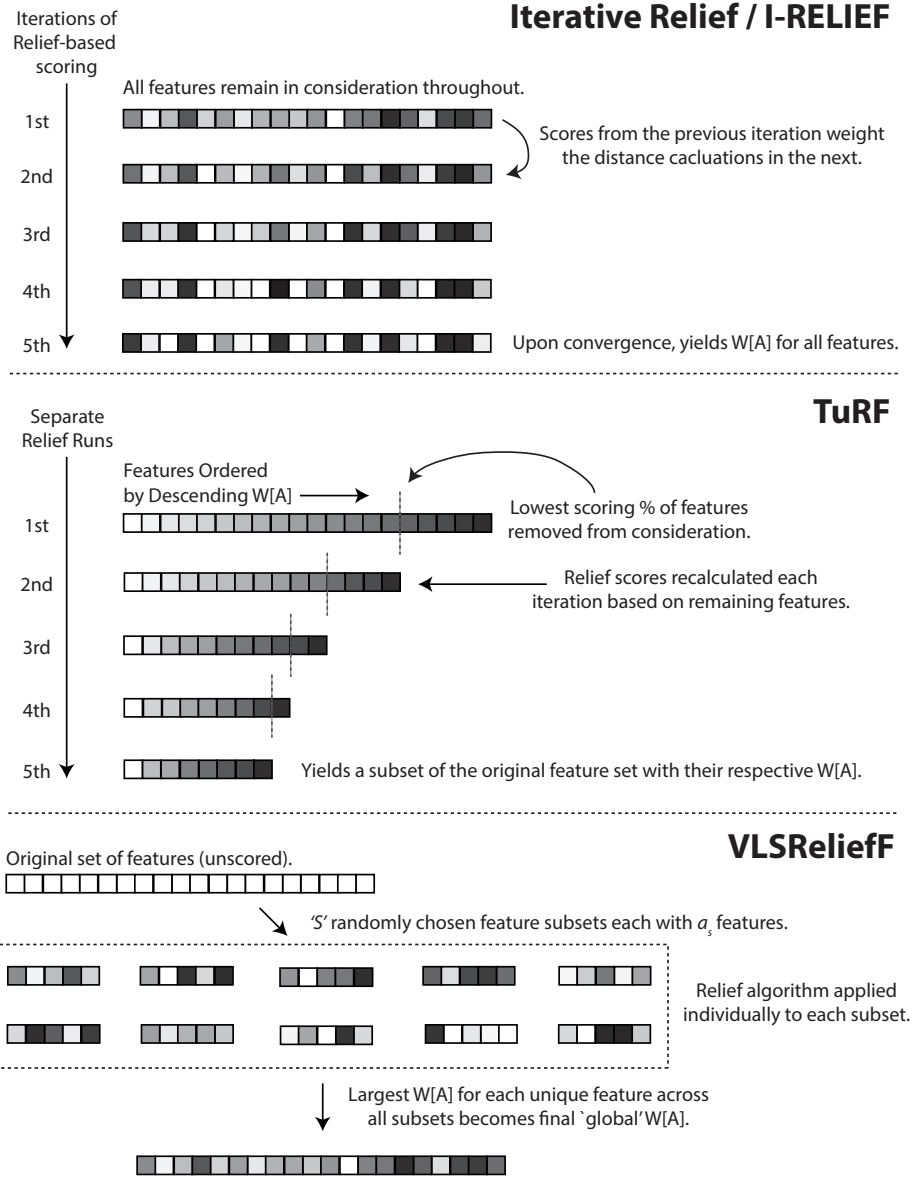 Iterative Relief / I-RELIEF
Iterations of
Relief-based
scoring
All features remain in consideration throughout.
1st
Scores from the previous iteration weight
the distance cacluations in the next.
2nd
3rd
4th
5th
Upon convergence, yields W[A] for all features.
TuRF
Separate
Relief Runs
Features Ordered
by Descending W[A]
1st
Lowest scoring % of features
removed from consideration.
2nd
Relief scores recalculated each
iteration based on remaining features.
3rd
4th
5th
Yields a subset of the original feature set with their respective W[A].
VLSReliefF
Original set of features (unscored).
‘S’ randomly chosen feature subsets each with aₛ features.
Relief algorithm applied
individually to each subset.
Largest W[A] for each unique feature across
all subsets becomes final `global’ W[A].